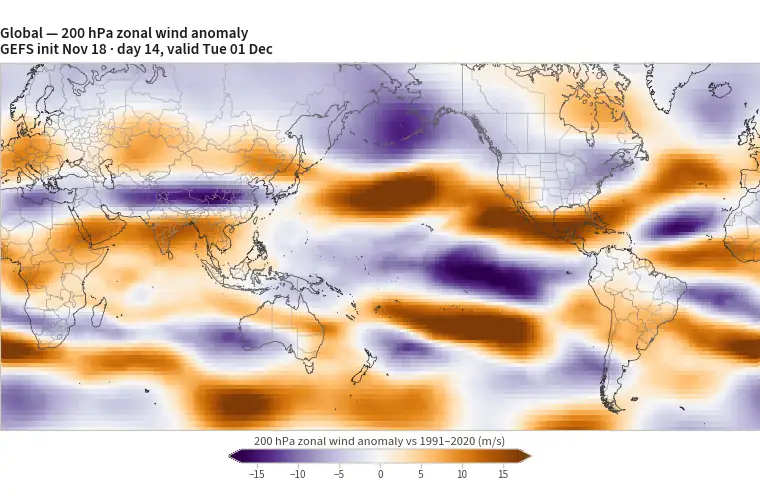 Global — 200 hPa zonal wind anomaly
GEFS init Nov 18 · day 14, valid Tue 01 Dec
200 hPa zonal wind anomaly vs 1991–2020 (m/s)
−15 −10 −5 0 5 10 15